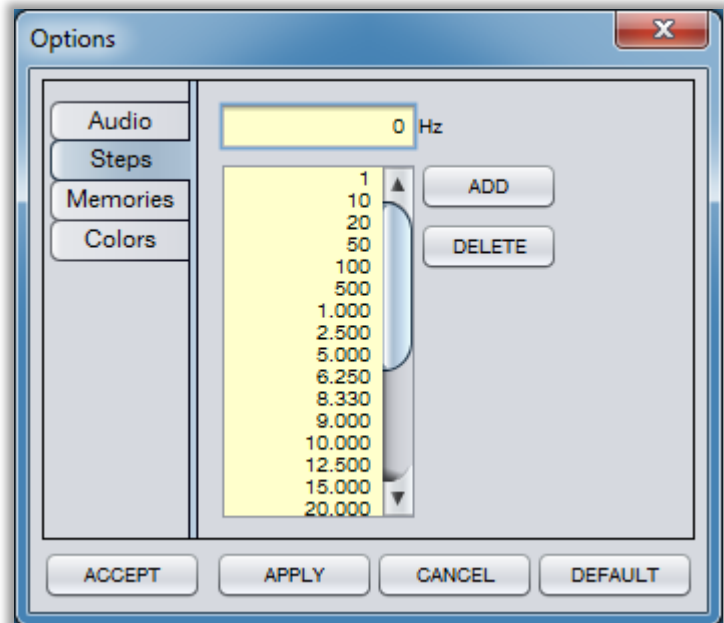 Options
Audio
Steps
Memories
Colors
0 Hz
1
10
20
50
100
500
1.000
2.500
5.000
6.250
8.330
9.000
10.000
12.500
15.000
20.000
ADD
DELETE
ACCEPT
APPLY
CANCEL
DEFAULT